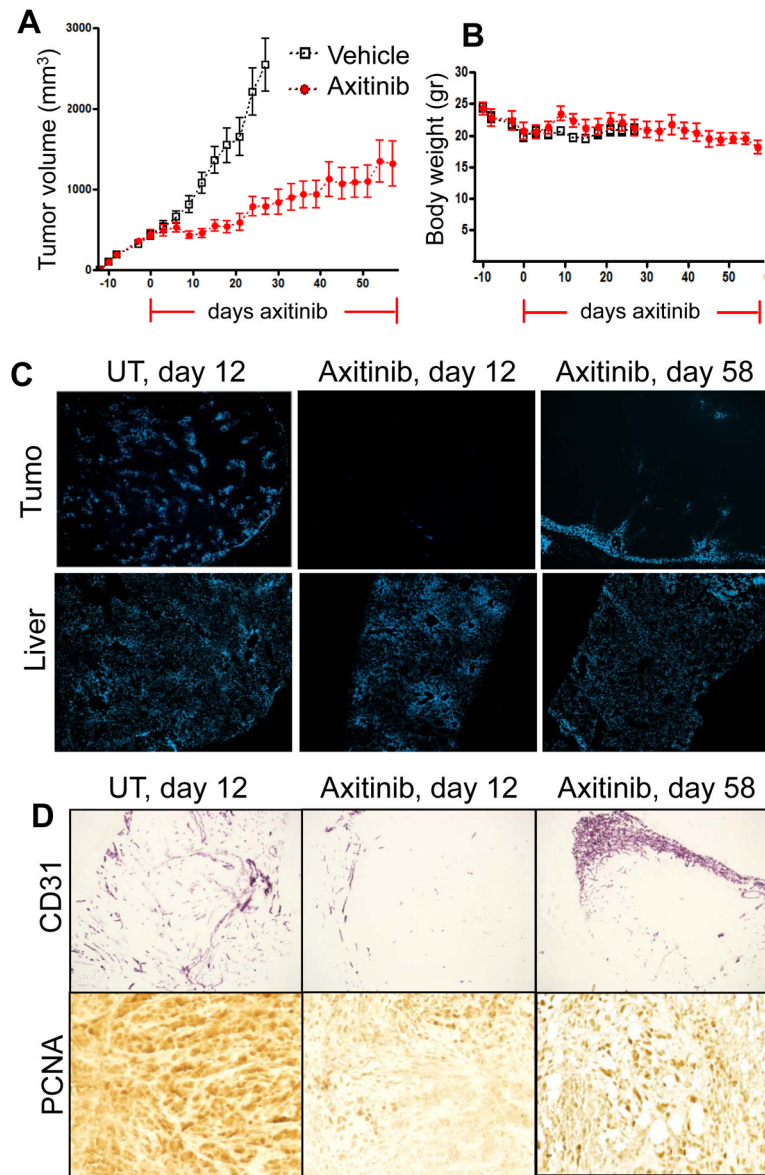 A
Tumor volume (mm³)
3000
2000
1000
0
-10 0 10 20 30 40 50
Vehicle
Axitinib
days axitinib
B
Body weight (gr)
30
25
20
15
10
5
-10 0 10 20 30 40 50
days axitinib
C
UT, day 12 Axitinib, day 12 Axitinib, day 58
Tumo
Liver
D
UT, day 12 Axitinib, day 12 Axitinib, day 58
CD31
PCNA